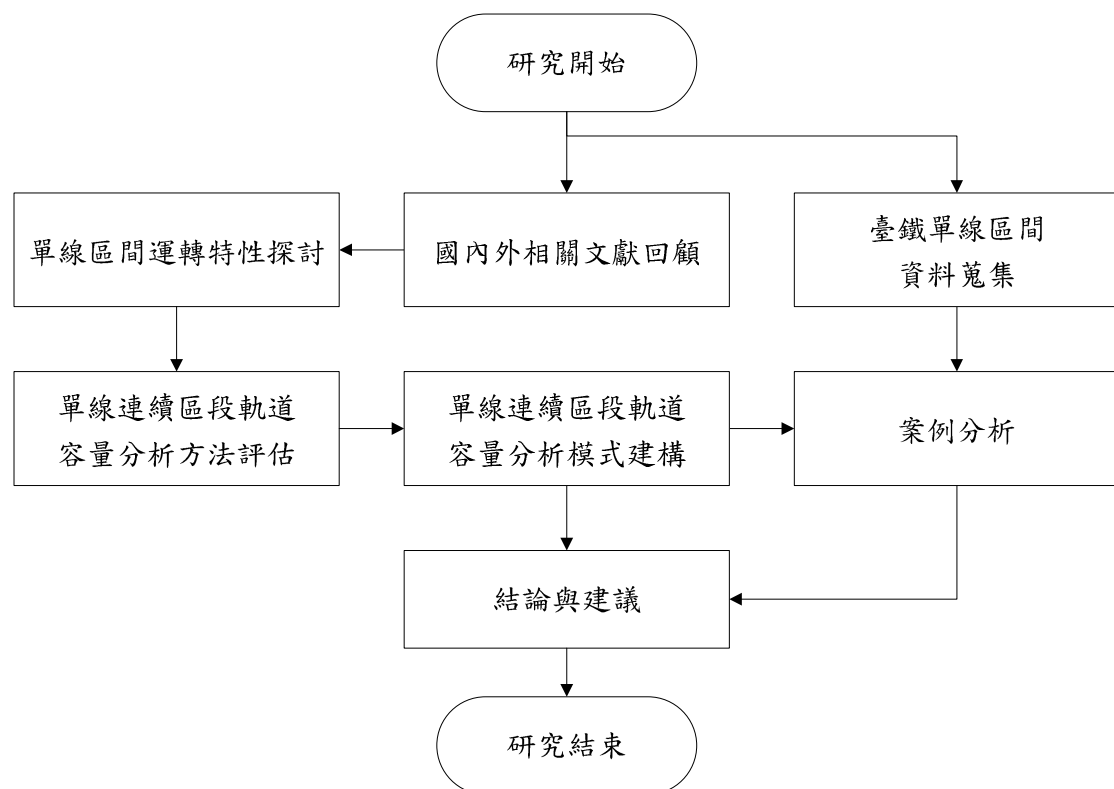 研究開始
單線區間運轉特性探討
國內外相關文獻回顧
臺鐵單線區間
資料蒐集
單線連續區段軌道
容量分析方法評估
單線連續區段軌道
容量分析模式建構
案例分析
結論與建議
研究結束